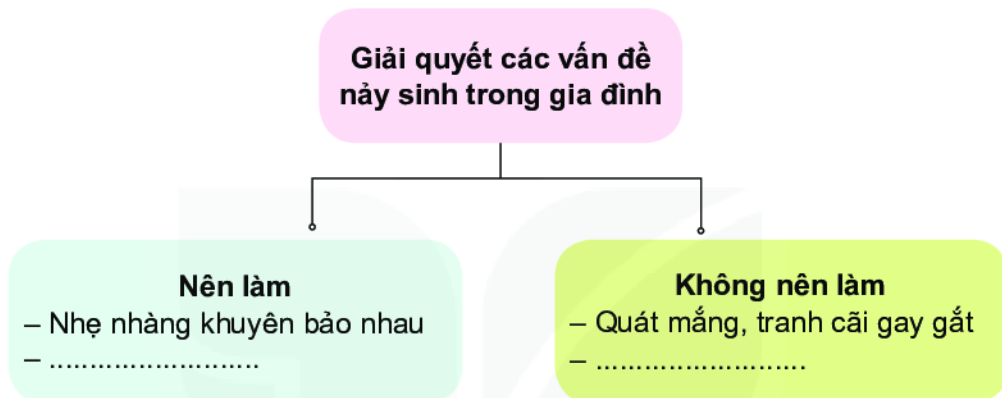 Giải quyết các vấn đề
nảy sinh trong gia đình
Nên làm
– Nhẹ nhàng khuyên bảo nhau
– ..........................
Không nên làm
– Quát mắng, tranh cãi gay gắt
– ..........................